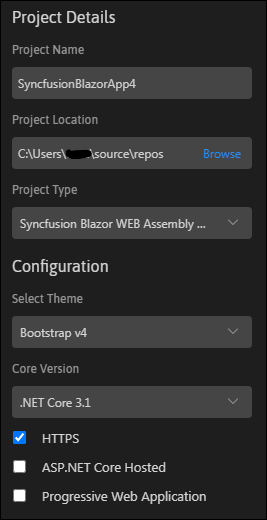 Project Details
Project Name
SyncfusionBlazorApp4
Project Location
C:\Users\ \source\repos Browse
Project Type
Syncfusion Blazor WEB Assembly ...
Configuration
Select Theme
Bootstrap v4
Core Version
.NET Core 3.1
HTTPS
ASP.NET Core Hosted
Progressive Web Application